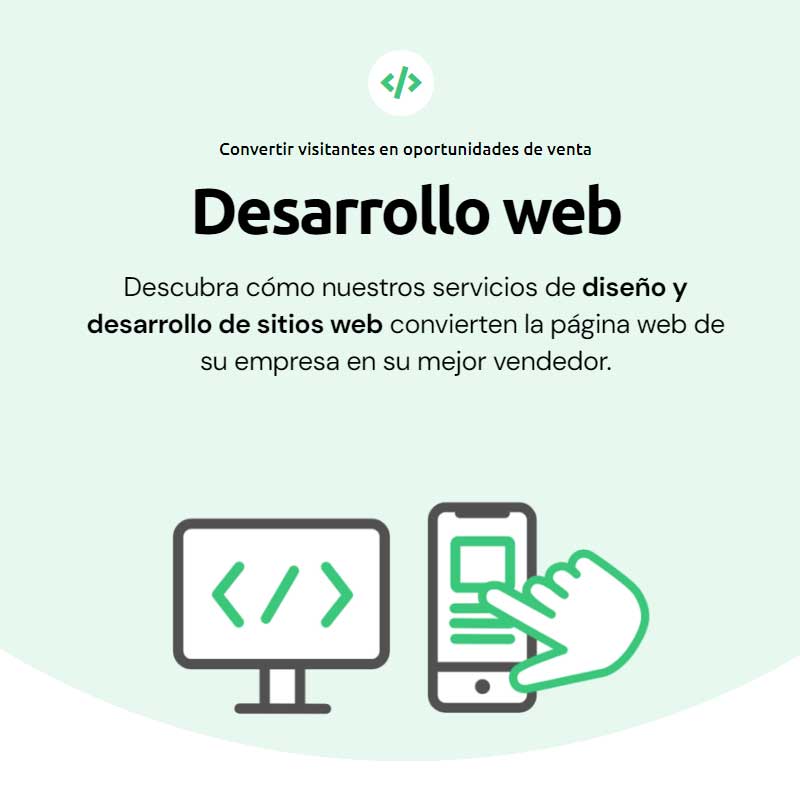 </>
Convertir visitantes en oportunidades de venta
Desarrollo web
Descubra cómo nuestros servicios de diseño y
desarrollo de sitios web convierten la página web de
su empresa en su mejor vendedor.
</>